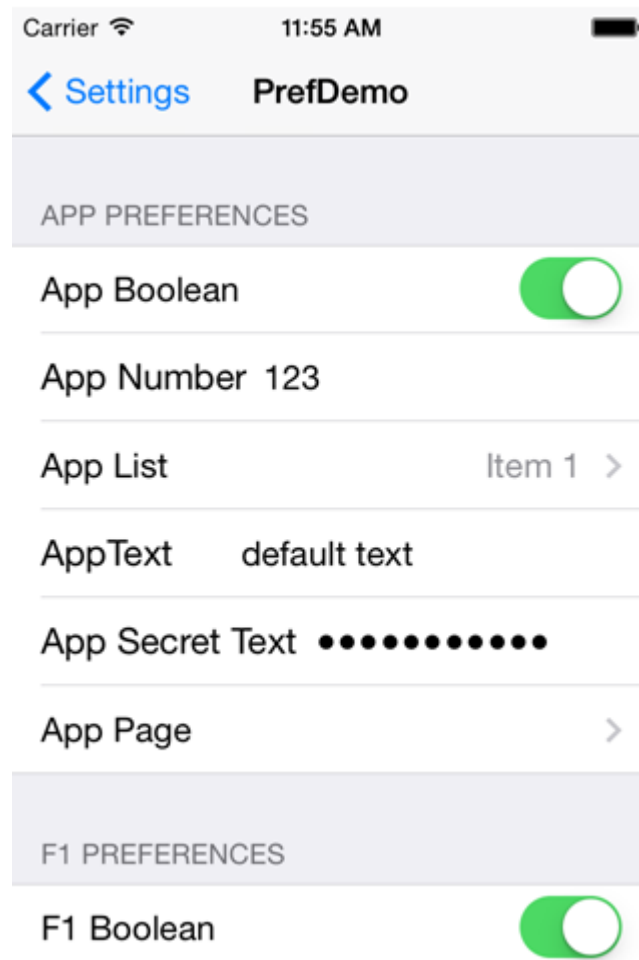 Carrier 11:55 AM
Settings PrefDemo
APP PREFERENCES
App Boolean
App Number 123
App List Item 1
AppText default text
App Secret Text •••••••••••
App Page
F1 PREFERENCES
F1 Boolean